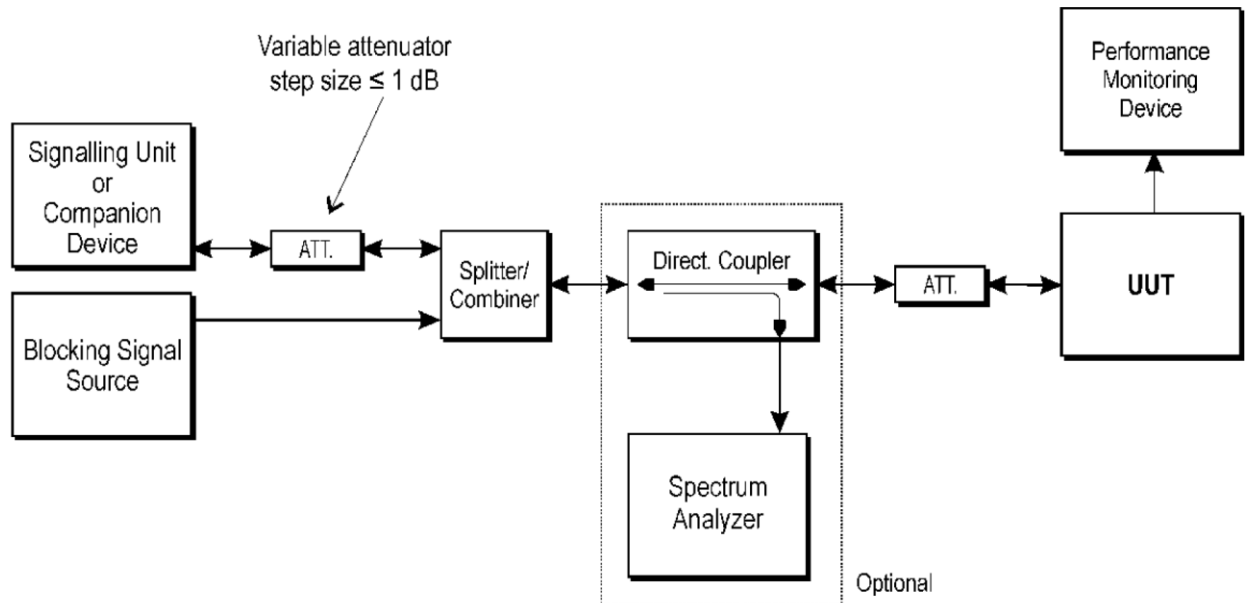 Variable attenuator
step size ≤ 1 dB
Performance
Monitoring
Device
Signalling Unit
or
Companion
Device
ATT.
Splitter/
Combiner
Direct. Coupler
ATT.
UUT
Blocking Signal
Source
Spectrum
Analyzer
Optional